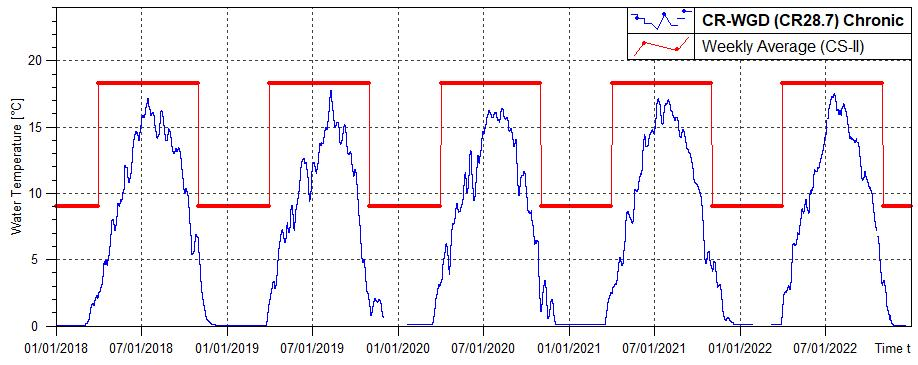 CR-WGD (CR28.7) Chronic
Weekly Average (CS-II)
Water Temperature [°C]
20
15
10
5
0
01/01/2018 07/01/2018 01/01/2019 07/01/2019 01/01/2020 07/01/2020 01/01/2021 07/01/2021 01/01/2022 07/01/2022 Time t